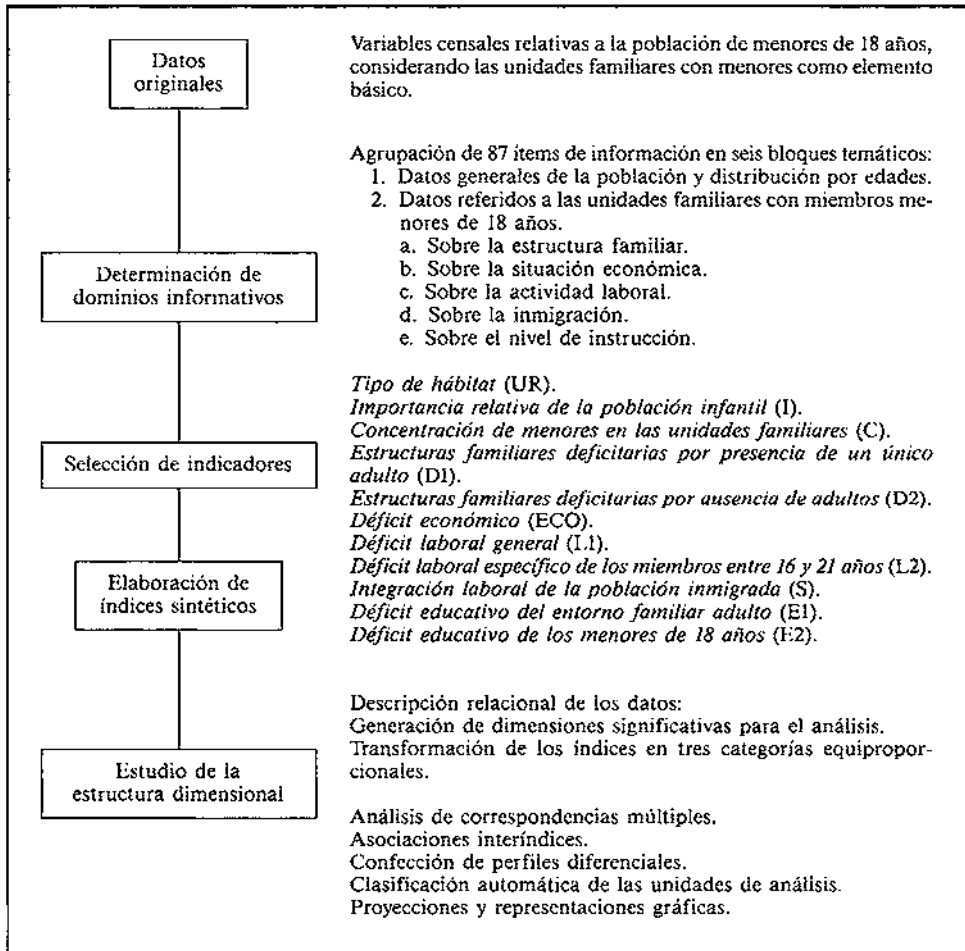 Datos
originales
Variables censales relativas a la población de menores de 18 años,
considerando las unidades familiares con menores como elemento
básico.
Agrupación de 87 ítems de información en seis bloques temáticos:
1. Datos generales de la población y distribución por edades.
2. Datos referidos a las unidades familiares con miembros me-
nores de 18 años.
a. Sobre la estructura familiar.
b. Sobre la situación económica.
c. Sobre la actividad laboral.
d. Sobre la inmigración.
e. Sobre el nivel de instrucción.
Determinación de
dominios informativos
Tipo de hábitat (UR).
Importancia relativa de la población infantil (I).
Concentración de menores en las unidades familiares (C).
Estructuras familiares deficitarias por presencia de un único
adulto (D1).
Estructuras familiares deficitarias por ausencia de adultos (D2).
Déficit económico (ECO).
Déficit laboral general (L1).
Déficit laboral específico de los miembros entre 16 y 21 años (L2).
Integración laboral de la población inmigrada (S).
Déficit educativo del entorno familiar adulto (E1).
Déficit educativo de los menores de 18 años (E2).
Selección de indicadores
Elaboración de
índices sintéticos
Descripción relacional de los datos:
Generación de dimensiones significativas para el análisis.
Transformación de los índices en tres categorías equipropor-
cionales.
Estudio de la
estructura dimensional
Análisis de correspondencias múltiples.
Asociaciones interíndices.
Confección de perfiles diferenciales.
Clasificación automática de las unidades de análisis.
Proyecciones y representaciones gráficas.